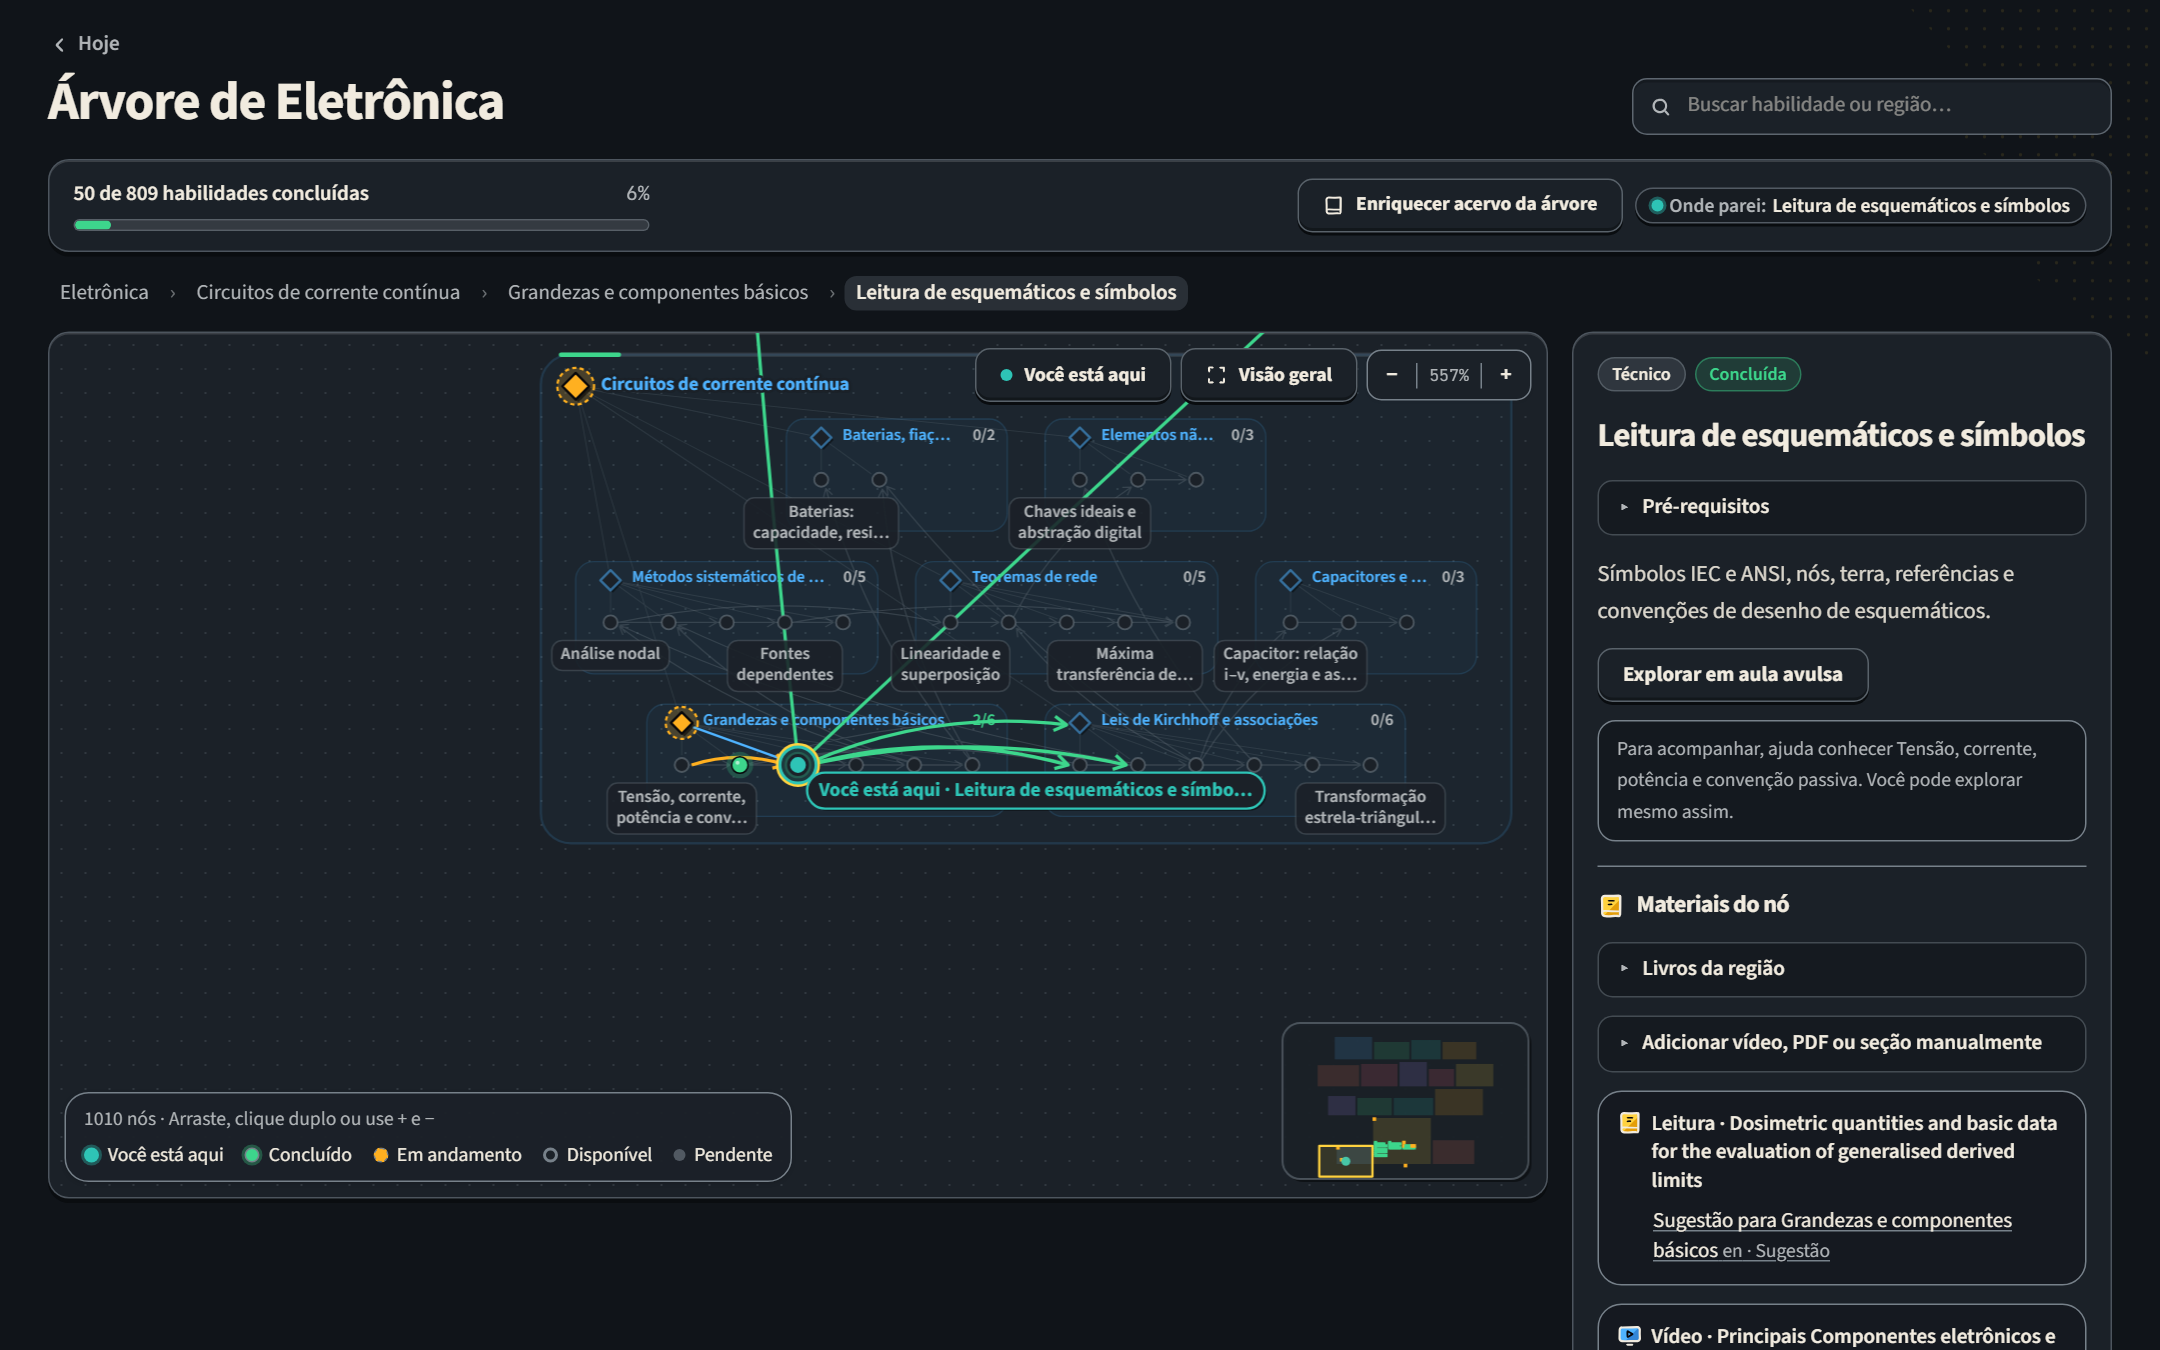 Hoje
Árvore de Eletrônica
Buscar habilidade ou região…
50 de 809 habilidades concluídas
6%
Enriquecer acervo da árvore
Onde parei: Leitura de esquemáticos e símbolos
Eletrônica › Circuitos de corrente contínua › Grandezas e componentes básicos › Leitura de esquemáticos e símbolos
Circuitos de corrente contínua
Você está aqui
Visão geral
− 557% +
Baterias, fiaç… 0/2
Elementos nã… 0/3
Baterias:
capacidade, resi…
Chaves ideais e
abstração digital
Métodos sistemáticos de … 0/5
Teoremas de rede 0/5
Capacitores e … 0/3
Análise nodal
Fontes
dependentes
Linearidade e
superposição
Máxima
transferência de…
Capacitor: relação
i–v, energia e as…
Grandezas e componentes básicos 2/6
Leis de Kirchhoff e associações 0/6
Tensão, corrente,
potência e conv…
Você está aqui · Leitura de esquemáticos e símbo…
Transformação
estrela-triângul…
1010 nós · Arraste, clique duplo ou use + e −
Você está aqui
Concluído
Em andamento
Disponível
Pendente
Técnico
Concluída
Leitura de esquemáticos e símbolos
Pré-requisitos
Símbolos IEC e ANSI, nós, terra, referências e
convenções de desenho de esquemáticos.
Explorar em aula avulsa
Para acompanhar, ajuda conhecer Tensão, corrente,
potência e convenção passiva. Você pode explorar
mesmo assim.
Materiais do nó
Livros da região
Adicionar vídeo, PDF ou seção manualmente
Leitura · Dosimetric quantities and basic data
for the evaluation of generalised derived
limits
Sugestão para Grandezas e componentes
básicos en · Sugestão
Vídeo · Principais Componentes eletrônicos e